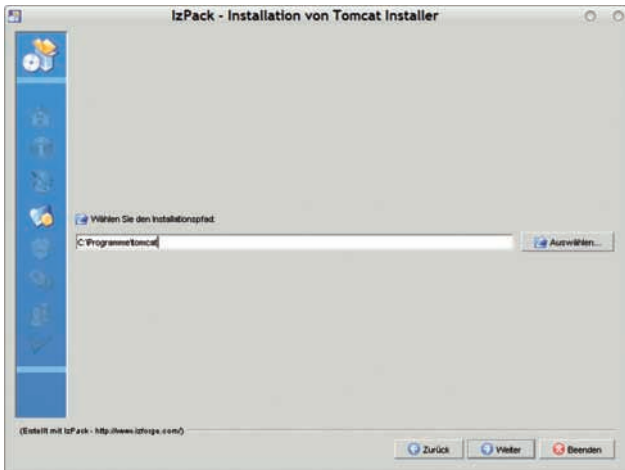 IzPack - Installation von Tomcat Installer
Wählen Sie den Installationspfad:
C:\Programme\tomcat
Auswählen...
(Erstellt mit IzPack - http://www.izforge.com/)
Zurück
Weiter
Beenden